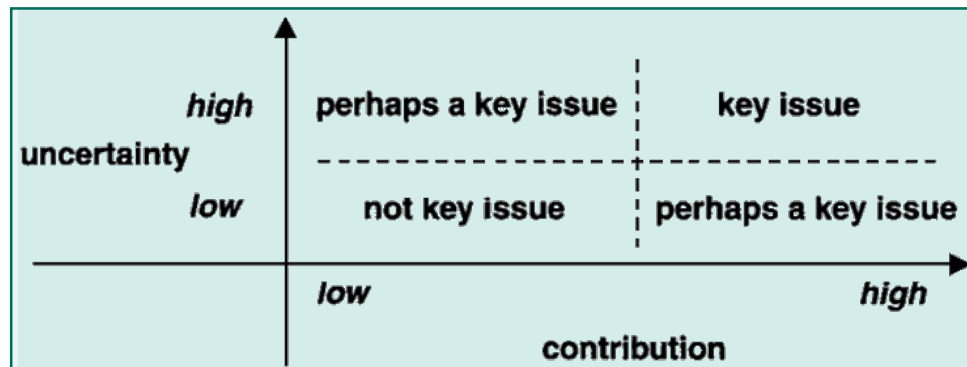 high
perhaps a key issue
key issue
uncertainty
low
not key issue
perhaps a key issue
low
high
contribution